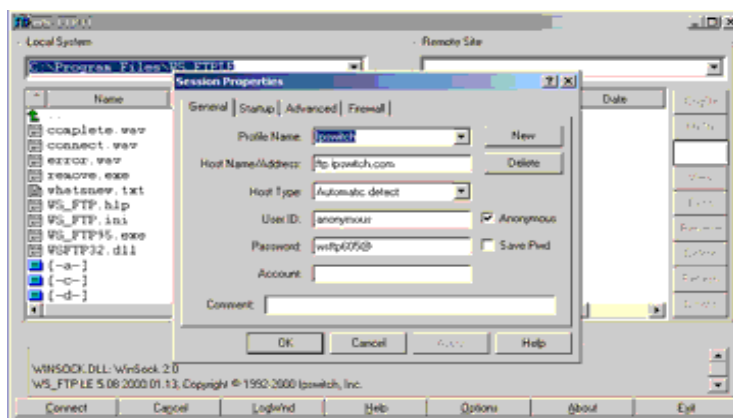 WS_FTP LE
Local System
Remote Site
C:\Program Files\WS_FTPLE
Session Properties
Name
Date
General Startup Advanced Firewall
..
complete.wav
connect.wav
error.wav
remove.exe
whatsnew.txt
WS_FTP.hlp
WS_FTP.ini
WS_FTP95.exe
WSFTP32.dll
[-a-]
[-c-]
[-d-]
Profile Name: Ipswitch New
Host Name/Address: ftp.ipswitch.com Delete
Host Type: Automatic detect
User ID: anonymous Anonymous
Password: wsftp605@ Save Pwd
Account:
Comment:
OK Cancel Apply Help
WINSOCK.DLL: WinSock 2.0
WS_FTP LE 5.08 2000.01.13, Copyright © 1992-2000 Ipswitch, Inc.
Connect Cancel LogWnd Help Options About Exit